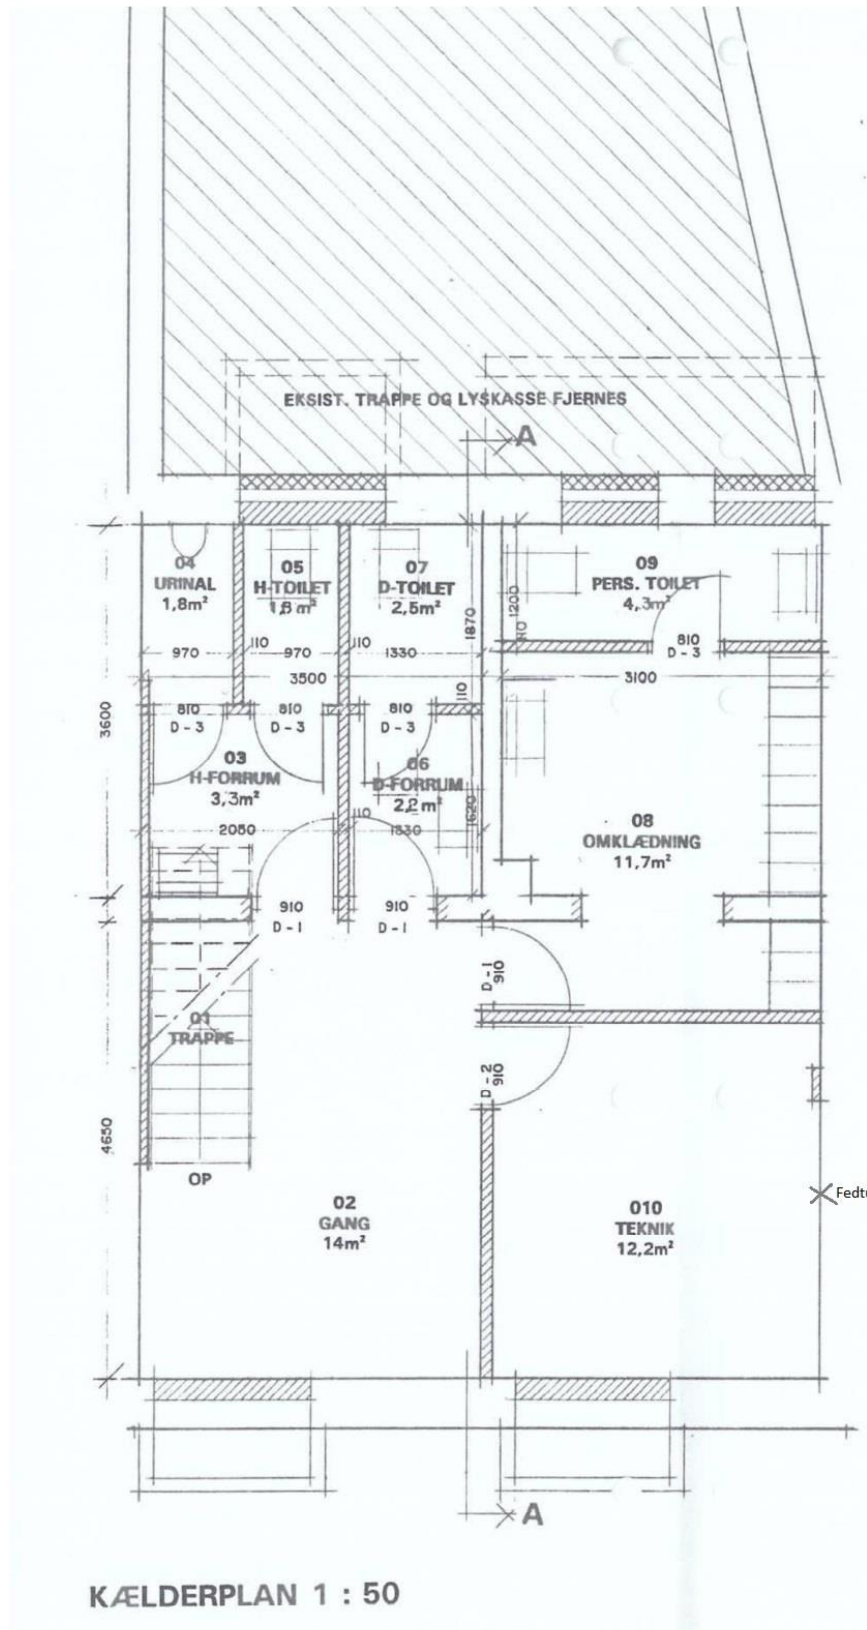 EKSIST. TRAPPE OG LYSKASSE FJERNES
A
04
URINAL
1,8m²
05
H-TOILET
07
D-TOILET
2,5m²
09
PERS. TOILET
4,3m²
1200
110
1870
810
D-3
970
110
970
110
1330
3500
3100
110
3600
810
D-3
810
D-3
810
D-3
03
H-FORRUM
3,3m²
06
D-FORRUM
2,2m²
1620
08
OMKLÆDNING
11,7m²
2050
110
1330
910
D-1
910
D-1
D-1
910
01
TRAPPE
D-2
910
4650
OP
02
GANG
14m²
010
TEKNIK
12,2m²
A
KÆLDERPLAN 1 : 50